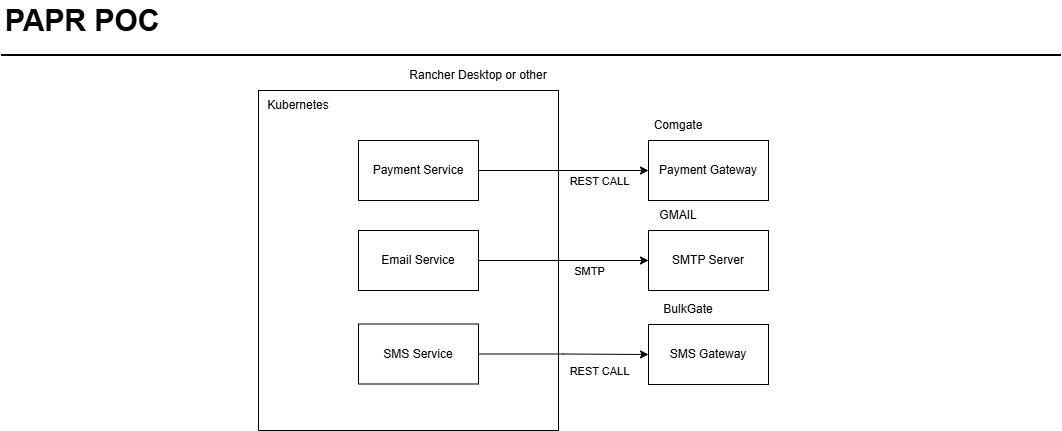 PAPR POC
Rancher Desktop or other
Kubernetes
Comgate
Payment Service
Payment Gateway
REST CALL
GMAIL
Email Service
SMTP Server
SMTP
BulkGate
SMS Service
SMS Gateway
REST CALL